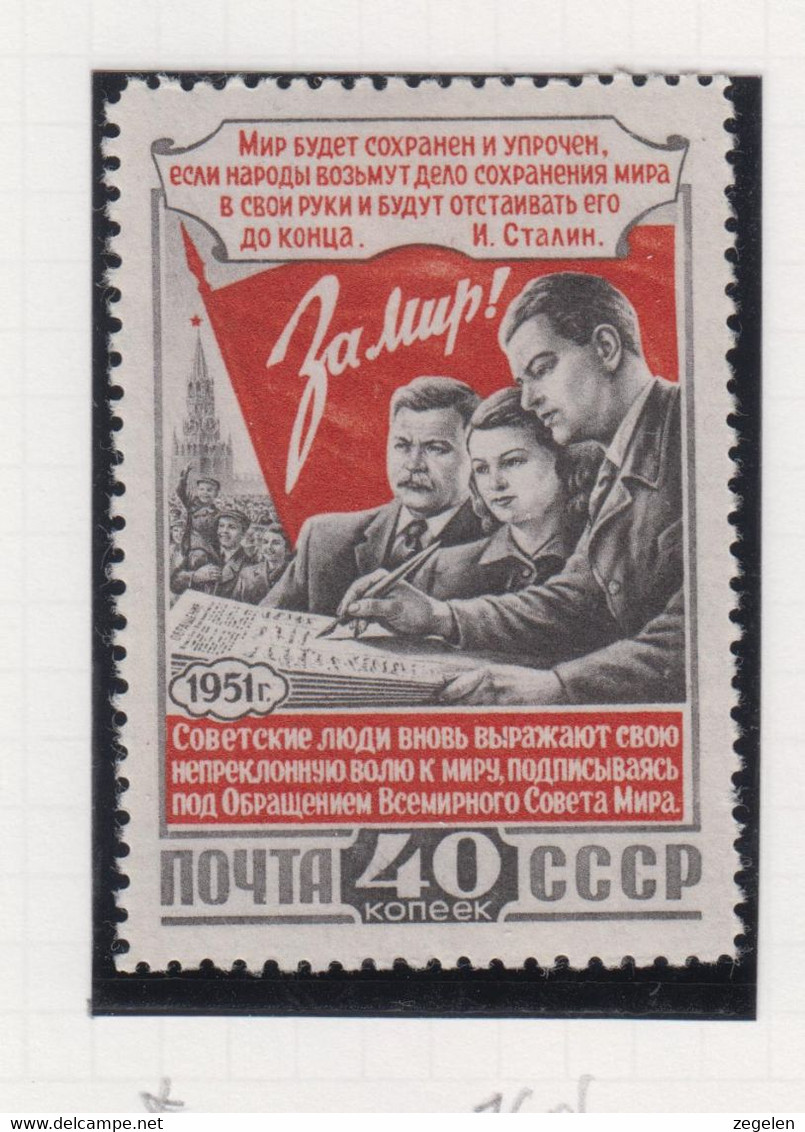 Мир будет сохранен и упрочен,
если народы возьмут дело сохранения мира
в свои руки и будут отстаивать его
до конца. И. Сталин.
За мир!
ОБРАЩЕНИЕ
1951г.
Советские люди вновь выражают свою
непреклонную волю к миру, подписываясь
под Обращением Всемирного Совета Мира.
ПОЧТА 40 СССР
КОПЕЕК
www.delcampe.net
zegelen